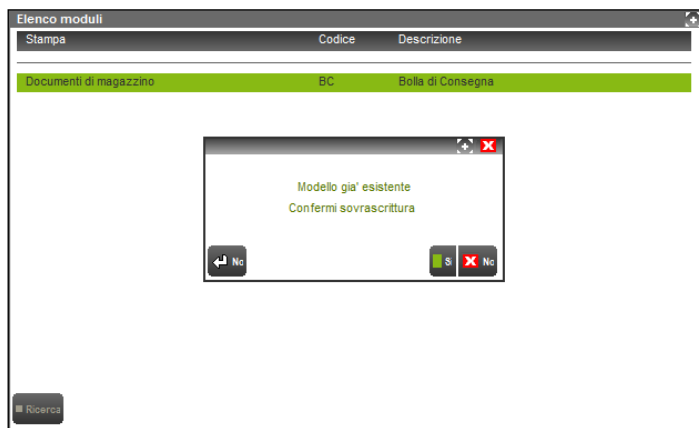 Elenco moduli
Stampa Codice Descrizione
Documenti di magazzino BC Bolla di Consegna
Modello gia' esistente
Confermi sovrascrittura
No Si No
Ricerca